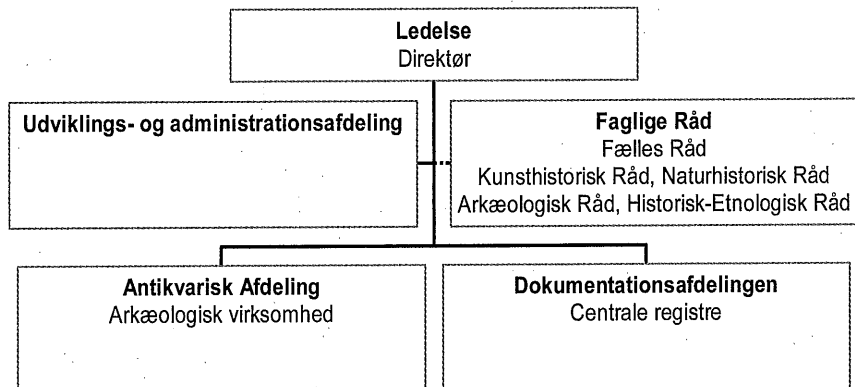 Ledelse
Direktør
Udviklings- og administrationsafdeling
Faglige Råd
Fælles Råd
Kunsthistorisk Råd, Naturhistorisk Råd
Arkæologisk Råd, Historisk-Etnologisk Råd
Antikvarisk Afdeling
Arkæologisk virksomhed
Dokumentationsafdelingen
Centrale registre